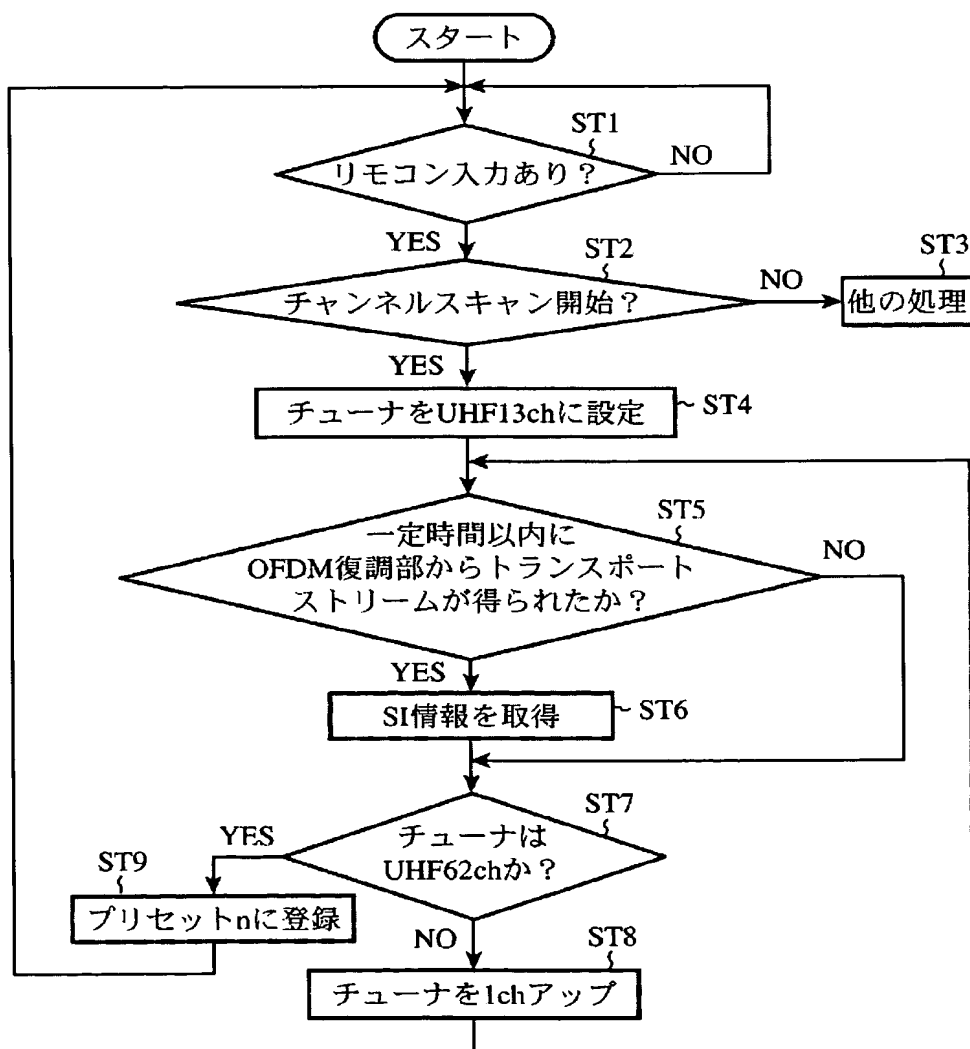 スタート
ST1
リモコン入力あり？
NO
YES
ST2
チャンネルスキャン開始？
NO
ST3
他の処理
YES
チューナをUHF13chに設定
ST4
ST5
一定時間以内に
OFDM復調部からトランスポート
ストリームが得られたか？
NO
YES
SI情報を取得
ST6
ST7
チューナは
UHF62chか？
YES
ST9
プリセットnに登録
NO
ST8
チューナを1chアップ